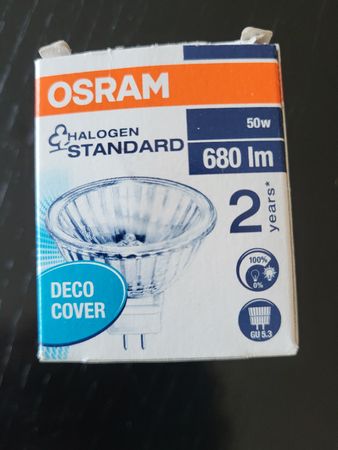 OSRAM
50w
HALOGEN
STANDARD
680 lm
2
years*
100%
0%
DECO
COVER
GU 5.3